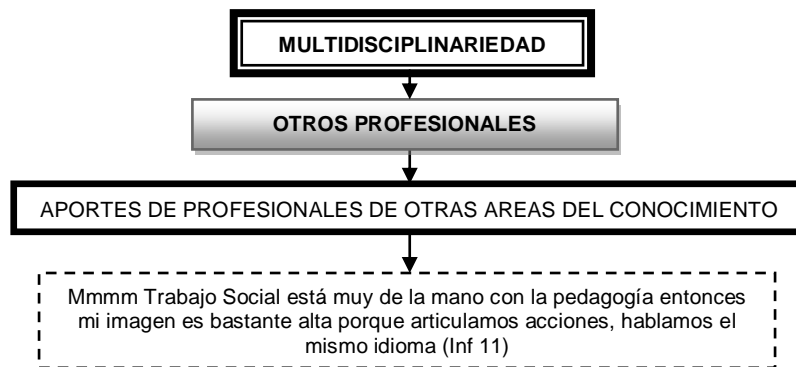 MULTIDISCIPLINARIEDAD
OTROS PROFESIONALES
APORTES DE PROFESIONALES DE OTRAS AREAS DEL CONOCIMIENTO
Mmmm Trabajo Social está muy de la mano con la pedagogía entonces
mi imagen es bastante alta porque articulamos acciones, hablamos el
mismo idioma (Inf 11)